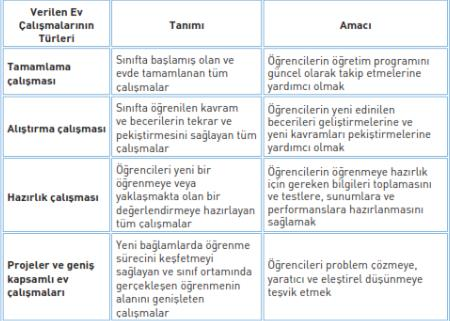 Verilen Ev
Çalışmalarının
Türleri
Tanımı
Amacı
Tamamlama
çalışması
Sınıfta başlamış olan ve
evde tamamlanan tüm
çalışmalar
Öğrencilerin öğretim programını
güncel olarak takip etmelerine
yardımcı olmak
Alıştırma çalışması
Sınıfta öğrenilen kavram
ve becerilerin tekrar ve
pekiştirmesini sağlayan tüm
çalışmalar
Öğrencilerin yeni edinilen
becerileri geliştirmelerine ve
yeni kavramları pekiştirmelerine
yardımcı olmak
Hazırlık çalışması
Öğrencileri yeni bir
öğrenmeye veya
yaklaşmakta olan bir
değerlendirmeye hazırlayan
tüm çalışmalar
Öğrencilerin öğrenmeye hazırlık
için gereken bilgileri toplamasını
ve testlere, sunumlara ve
performanslara hazırlanmasını
sağlamak
Projeler ve geniş
kapsamlı ev
çalışmaları
Yeni bağlamlarda öğrenme
sürecini keşfetmeyi
sağlayan ve sınıf ortamında
gerçekleşen öğrenmenin
alanını genişleten
çalışmalar
Öğrencileri problem çözmeye,
yaratıcı ve eleştirel düşünmeye
teşvik etmek